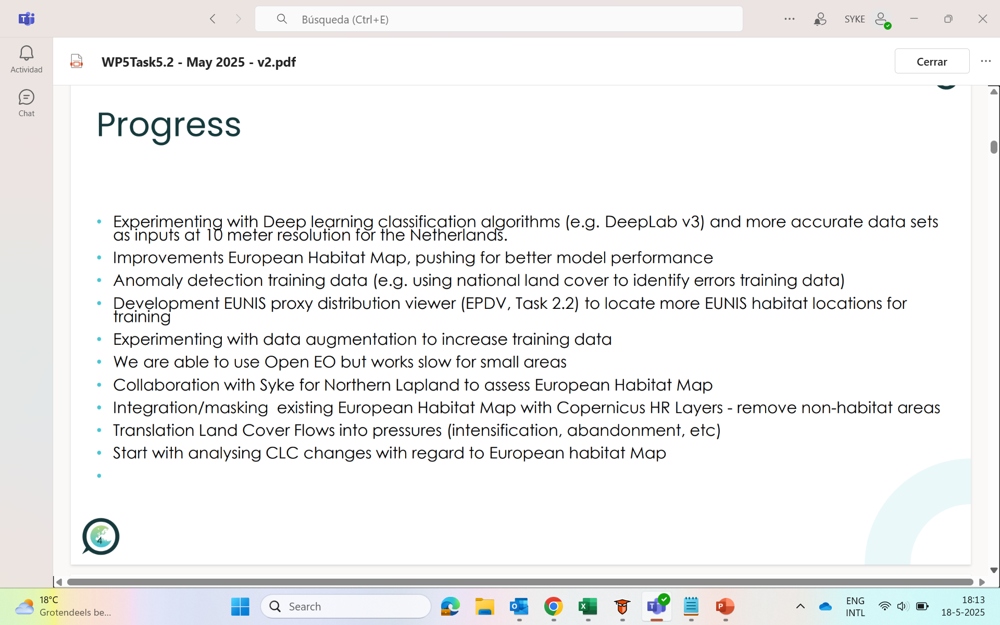 Búsqueda (Ctrl+E)
SYKE
Actividad
Chat
WP5Task5.2 - May 2025 - v2.pdf
Cerrar
Progress
• Experimenting with Deep learning classification algorithms (e.g. DeepLab v3) and more accurate data sets
as inputs at 10 meter resolution for the Netherlands.
• Improvements European Habitat Map, pushing for better model performance
• Anomaly detection training data (e.g. using national land cover to identify errors training data)
• Development EUNIS proxy distribution viewer (EPDV, Task 2.2) to locate more EUNIS habitat locations for
training
• Experimenting with data augmentation to increase training data
• We are able to use Open EO but works slow for small areas
• Collaboration with Syke for Northern Lapland to assess European Habitat Map
• Integration/masking  existing European Habitat Map with Copernicus HR Layers - remove non-habitat areas
• Translation Land Cover Flows into pressures (intensification, abandonment, etc)
• Start with analysing CLC changes with regard to European habitat Map
•
4
18°C
Grotendeels be...
Search
ENG
INTL
18:13
18-5-2025